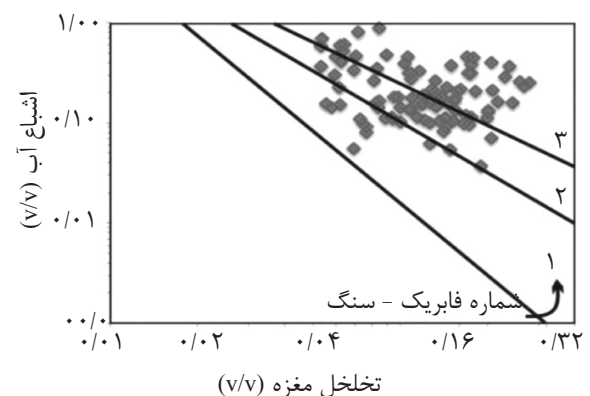 اشباع آب (v/v)
۱/۰۰
۰/۱۰
۰/۰۱
۰۰/۰
۳
۲
۱
شماره فابریک - سنگ
۰/۰۱ ۰/۰۲ ۰/۰۴ ۰/۱۶ ۰/۳۲
تخلخل مغزه (v/v)